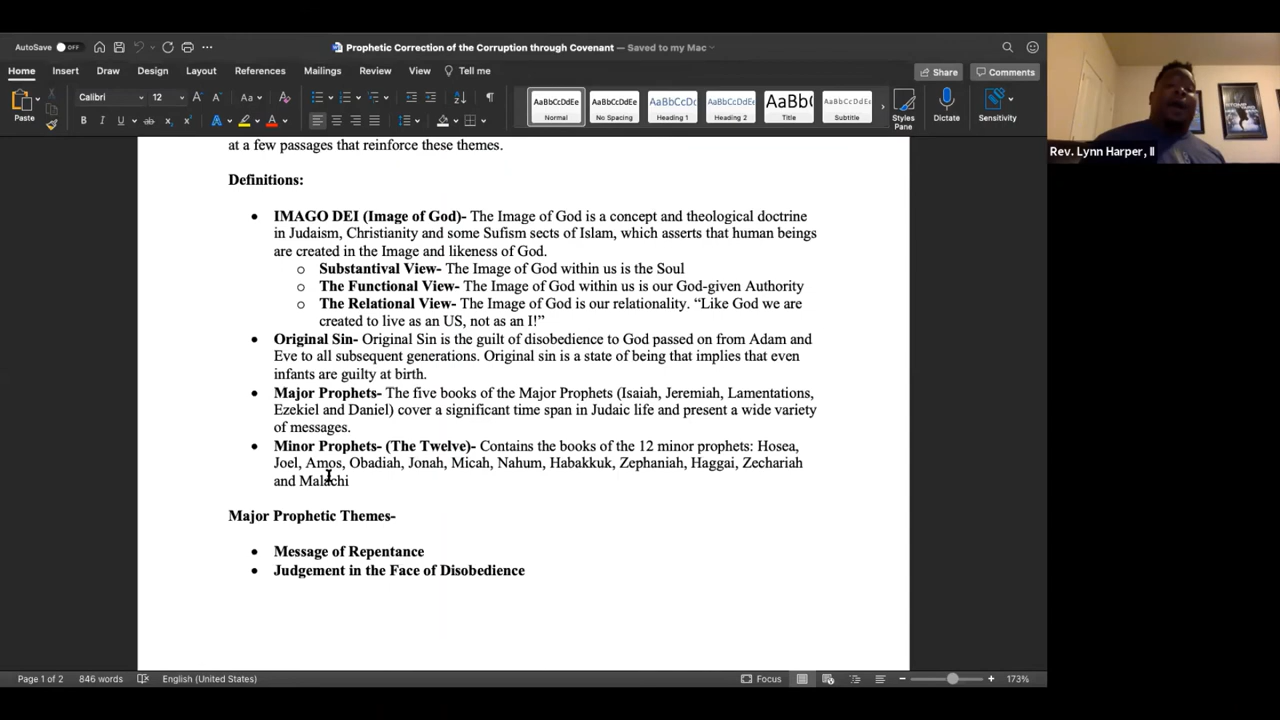 AutoSave OFF
Prophetic Correction of the Corruption through Covenant — Saved to my Mac
Home Insert Draw Design Layout References Mailings Review View Tell me
Share Comments
Paste
Calibri 12
AaBbCcDdEe AaBbCcDdEe AaBbCcDc AaBbCcDdE AaBb( AaBbCcDdEe
Normal No Spacing Heading 1 Heading 2 Title Subtitle
Styles Pane
Dictate
Sensitivity
Rev. Lynn Harper, II
at a few passages that reinforce these themes.
Definitions:
• IMAGO DEI (Image of God)- The Image of God is a concept and theological doctrine
in Judaism, Christianity and some Sufism sects of Islam, which asserts that human beings
are created in the Image and likeness of God.
o Substantival View- The Image of God within us is the Soul
o The Functional View- The Image of God within us is our God-given Authority
o The Relational View- The Image of God is our relationality. “Like God we are
created to live as an US, not as an I!”
• Original Sin- Original Sin is the guilt of disobedience to God passed on from Adam and
Eve to all subsequent generations. Original sin is a state of being that implies that even
infants are guilty at birth.
• Major Prophets- The five books of the Major Prophets (Isaiah, Jeremiah, Lamentations,
Ezekiel and Daniel) cover a significant time span in Judaic life and present a wide variety
of messages.
• Minor Prophets- (The Twelve)- Contains the books of the 12 minor prophets: Hosea,
Joel, Amos, Obadiah, Jonah, Micah, Nahum, Habakkuk, Zephaniah, Haggai, Zechariah
and Malachi
Major Prophetic Themes-
• Message of Repentance
• Judgement in the Face of Disobedience
Page 1 of 2 846 words English (United States) Focus 173%